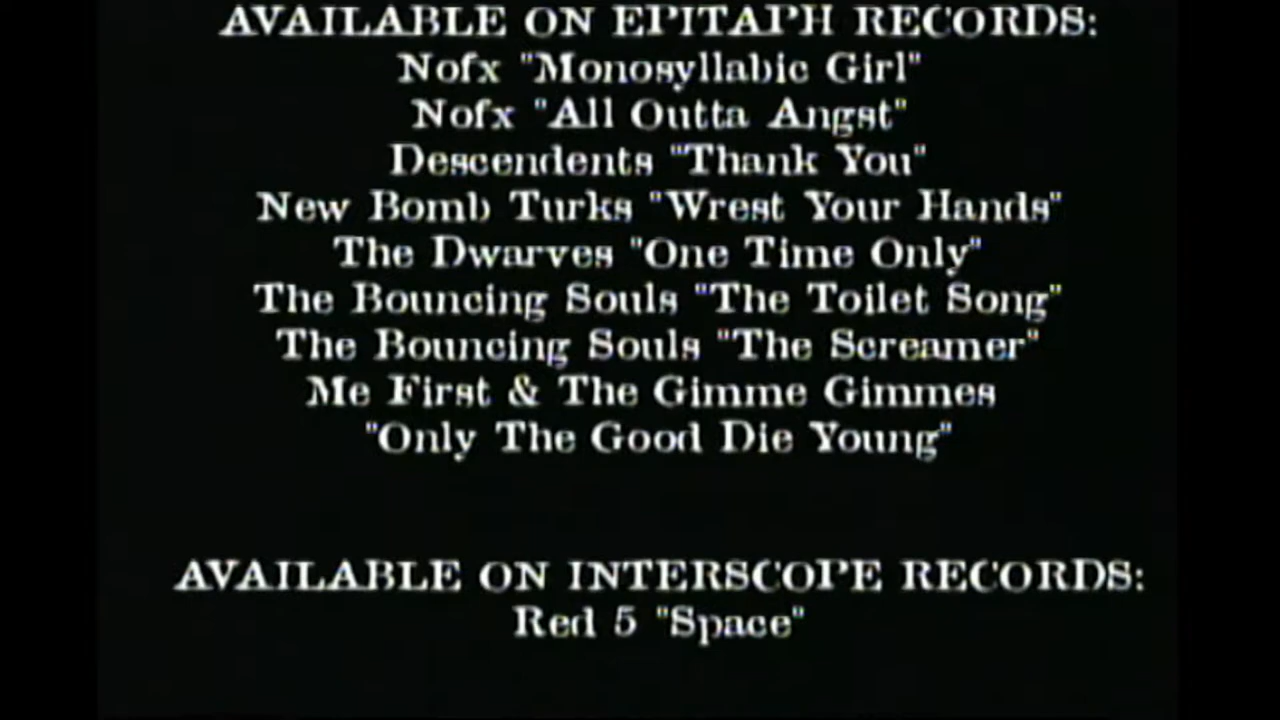 AVAILABLE ON EPITAPH RECORDS:
Nofx "Monosyllabic Girl"
Nofx "All Outta Angst"
Descendents "Thank You"
New Bomb Turks "Wrest Your Hands"
The Dwarves "One Time Only"
The Bouncing Souls "The Toilet Song"
The Bouncing Souls "The Screamer"
Me First & The Gimme Gimmes
"Only The Good Die Young"
AVAILABLE ON INTERSCOPE RECORDS:
Red 5 "Space"